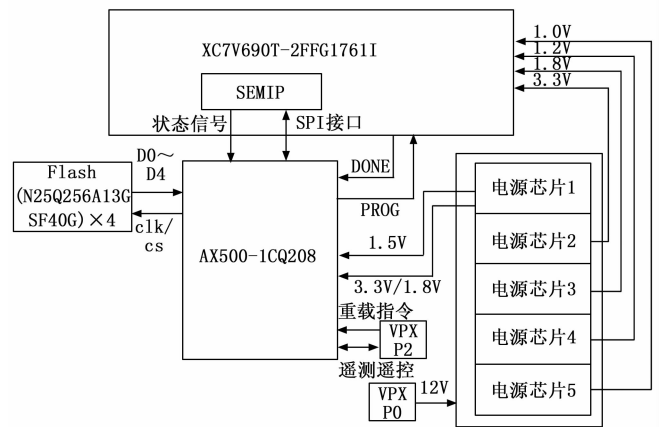 XC7V690T-2FFG1761I
1.0V
1.2V
1.8V
3.3V
SEMIP
状态信号
SPI接口
Flash
(N25Q256A13G
SF40G)×4
D0～
D4
clk/
cs
DONE
PROG
AX500-1CQ208
1.5V
3.3V/1.8V
重载指令
VPX
P2
遥测遥控
VPX
P0
12V
电源芯片1
电源芯片2
电源芯片3
电源芯片4
电源芯片5